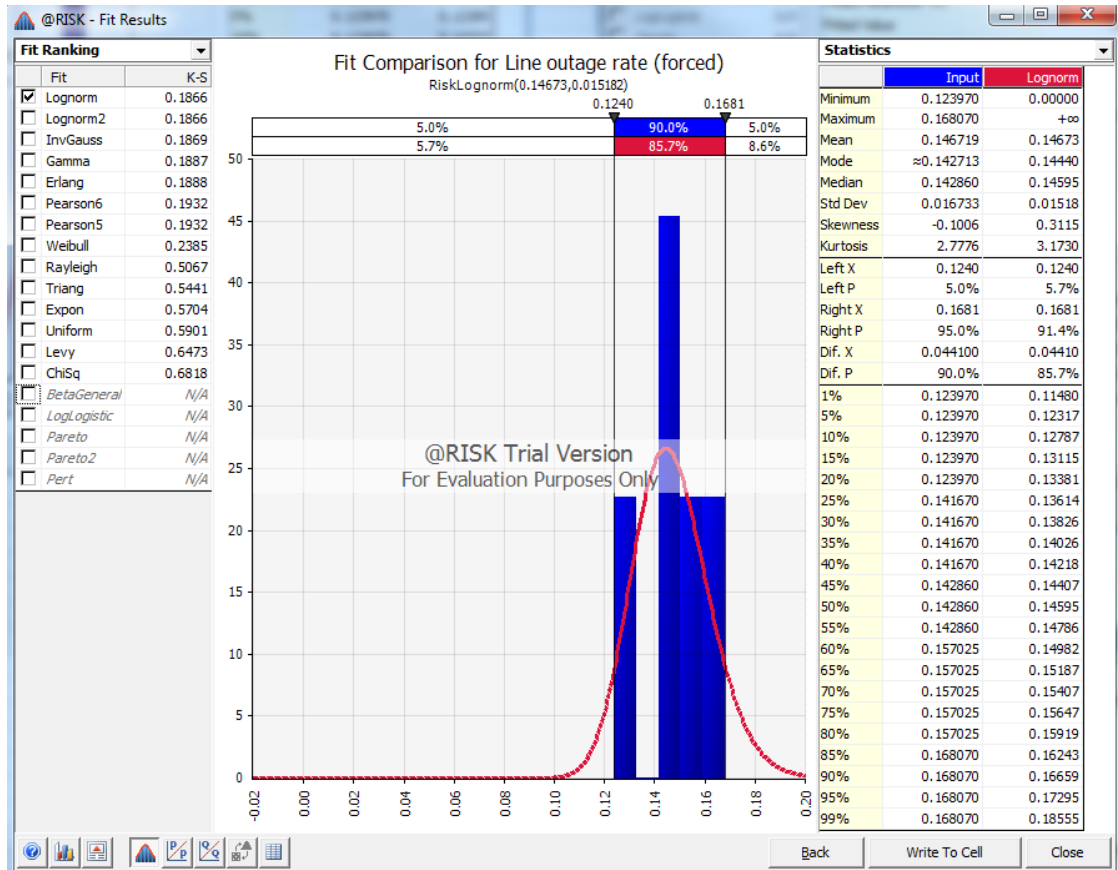 @RISK - Fit Results
Fit Ranking
Fit K-S
Lognorm 0.1866
Lognorm2 0.1866
InvGauss 0.1869
Gamma 0.1887
Erlang 0.1888
Pearson6 0.1932
Pearson5 0.1932
Weibull 0.2385
Rayleigh 0.5067
Triang 0.5441
Expon 0.5704
Uniform 0.5901
Levy 0.6473
ChiSq 0.6818
BetaGeneral N/A
LogLogistic N/A
Pareto N/A
Pareto2 N/A
Pert N/A
Fit Comparison for Line outage rate (forced)
RiskLognorm(0.14673,0.015182)
0.1240 0.1681
5.0% 90.0% 5.0%
5.7% 85.7% 8.6%
50
45
40
35
30
25
20
15
10
5
0
@RISK Trial Version
For Evaluation Purposes Only
-0.02 0.00 0.02 0.04 0.06 0.08 0.10 0.12 0.14 0.16 0.18 0.20
Statistics
Input Lognorm
Minimum 0.123970 0.00000
Maximum 0.168070 +∞
Mean 0.146719 0.14673
Mode ≈0.142713 0.14440
Median 0.142860 0.14595
Std Dev 0.016733 0.01518
Skewness -0.1006 0.3115
Kurtosis 2.7776 3.1730
Left X 0.1240 0.1240
Left P 5.0% 5.7%
Right X 0.1681 0.1681
Right P 95.0% 91.4%
Dif. X 0.044100 0.04410
Dif. P 90.0% 85.7%
1% 0.123970 0.11480
5% 0.123970 0.12317
10% 0.123970 0.12787
15% 0.123970 0.13115
20% 0.123970 0.13381
25% 0.141670 0.13614
30% 0.141670 0.13826
35% 0.141670 0.14026
40% 0.141670 0.14218
45% 0.142860 0.14407
50% 0.142860 0.14595
55% 0.142860 0.14786
60% 0.157025 0.14982
65% 0.157025 0.15187
70% 0.157025 0.15407
75% 0.157025 0.15647
80% 0.157025 0.15919
85% 0.168070 0.16243
90% 0.168070 0.16659
95% 0.168070 0.17295
99% 0.168070 0.18555
Back Write To Cell Close